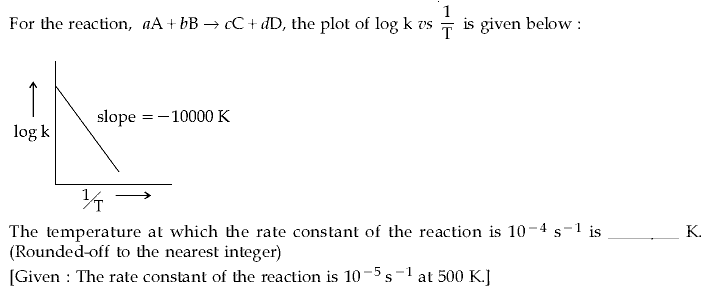 For the reaction, aA + bB → cC + dD, the plot of log k vs 1/T is given below :
slope = −10000 K
log k
1/T
The temperature at which the rate constant of the reaction is 10⁻⁴ s⁻¹ is ________ K.
(Rounded-off to the nearest integer)
[Given : The rate constant of the reaction is 10⁻⁵ s⁻¹ at 500 K.]